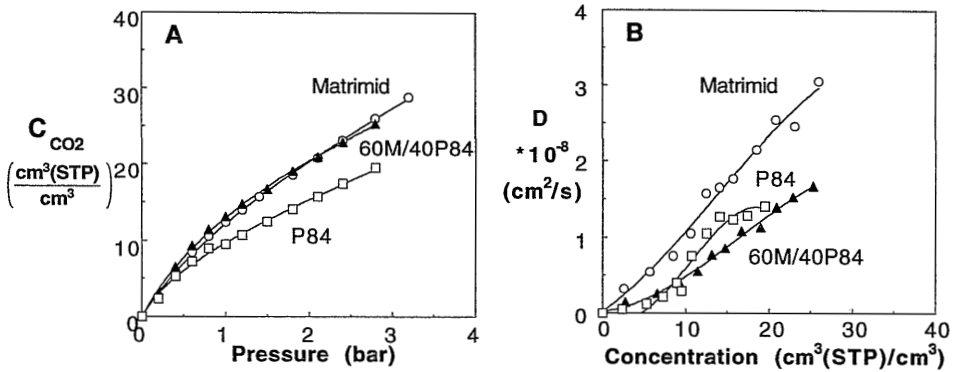 A
40
30
20
10
0
0
1
2
3
4
C CO2
(cm³(STP)/cm³)
Matrimid
60M/40P84
P84
Pressure (bar)
B
4
3
2
1
0
0
10
20
30
40
D
*10⁻⁸
(cm²/s)
Matrimid
P84
60M/40P84
Concentration (cm³(STP)/cm³)